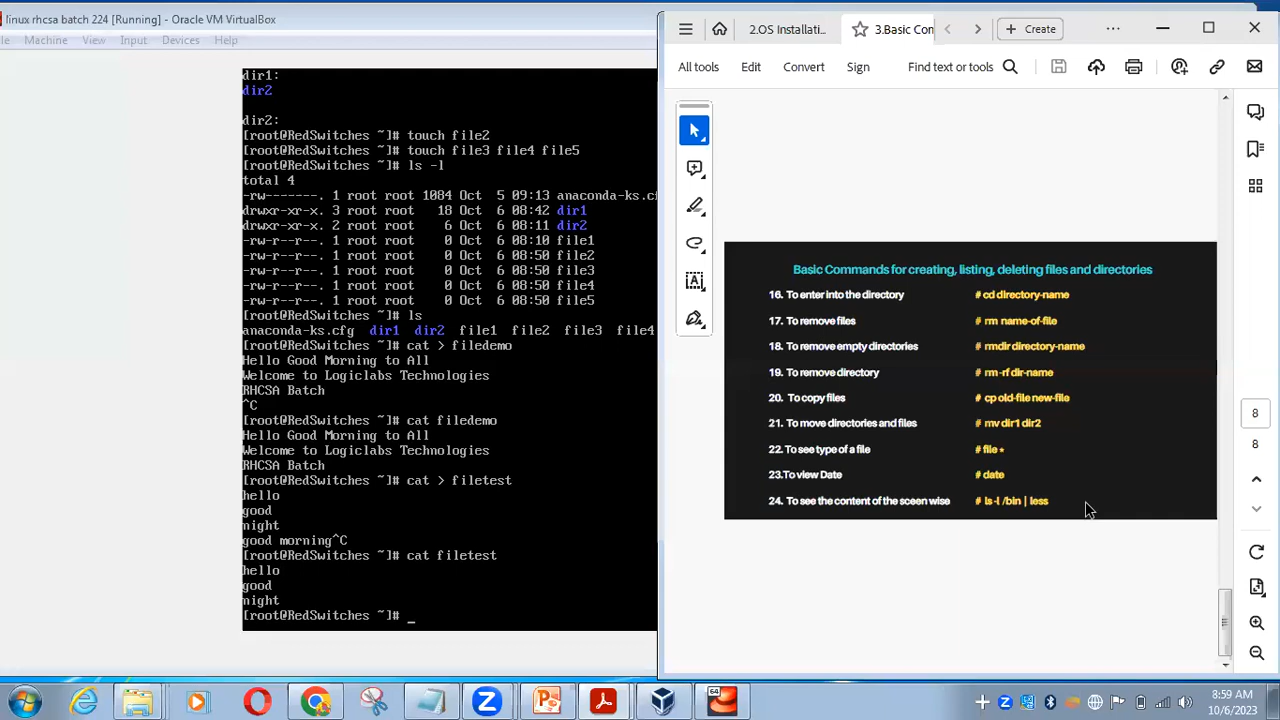 linux rhcsa batch 224 [Running] - Oracle VM VirtualBox
Machine View Input Devices Help
dir1:
dir2
dir2:
[root@RedSwitches ~]# touch file2
[root@RedSwitches ~]# touch file3 file4 file5
[root@RedSwitches ~]# ls -l
total 4
-rw-------. 1 root root 1084 Oct 5 09:13 anaconda-ks.cf
drwxr-xr-x. 3 root root 18 Oct 6 08:42 dir1
drwxr-xr-x. 2 root root 6 Oct 6 08:11 dir2
-rw-r--r--. 1 root root 0 Oct 6 08:10 file1
-rw-r--r--. 1 root root 0 Oct 6 08:50 file2
-rw-r--r--. 1 root root 0 Oct 6 08:50 file3
-rw-r--r--. 1 root root 0 Oct 6 08:50 file4
-rw-r--r--. 1 root root 0 Oct 6 08:50 file5
[root@RedSwitches ~]# ls
anaconda-ks.cfg dir1 dir2 file1 file2 file3 file4
[root@RedSwitches ~]# cat > filedemo
Hello Good Morning to All
Welcome to Logiclabs Technologies
RHCSA Batch
^C
[root@RedSwitches ~]# cat filedemo
Hello Good Morning to All
Welcome to Logiclabs Technologies
RHCSA Batch
[root@RedSwitches ~]# cat > filetest
hello
good
night
good morning^C
[root@RedSwitches ~]# cat filetest
hello
good
night
[root@RedSwitches ~]# _
2.OS Installati... 3.Basic Con Create
All tools Edit Convert Sign Find text or tools
Basic Commands for creating, listing, deleting files and directories
16. To enter into the directory # cd directory-name
17. To remove files # rm name-of-file
18. To remove empty directories # rmdir directory-name
19. To remove directory # rm -rf dir-name
20. To copy files # cp old-file new-file
21. To move directories and files # mv dir1 dir2
22. To see type of a file # file *
23.To view Date # date
24. To see the content of the sceen wise # ls -l /bin | less
8
8
64
8:59 AM
10/6/2023